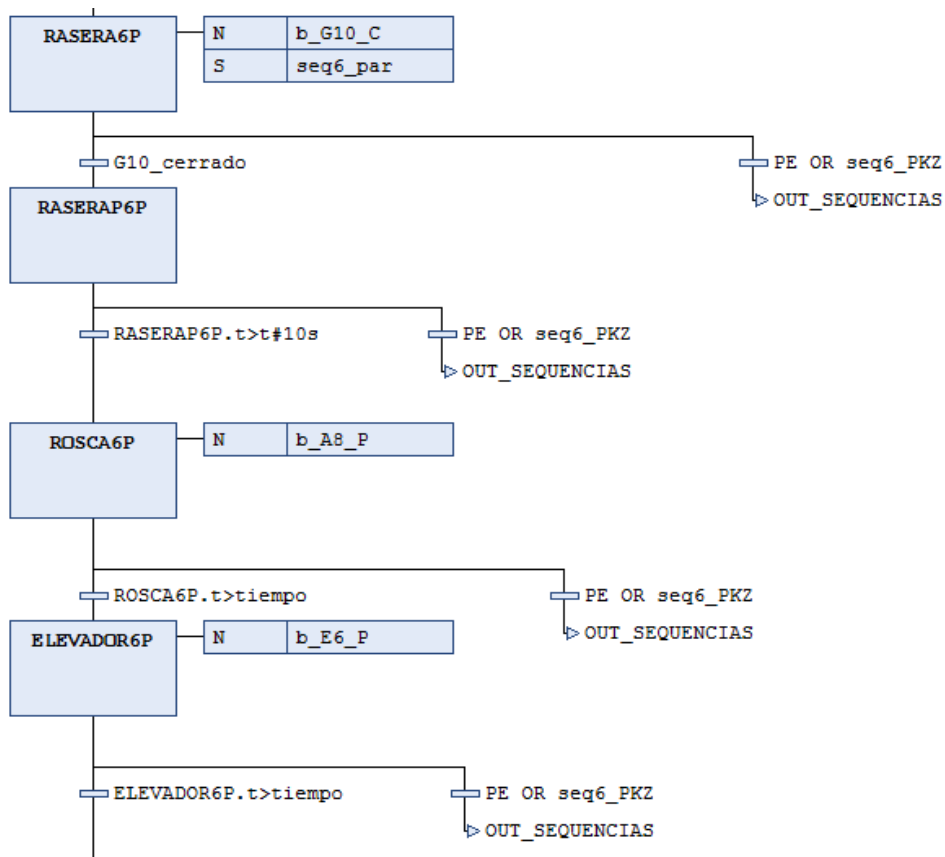 RASERA6P N b_G10_C
S seq6_par
G10_cerrado PE OR seq6_PKZ
OUT_SEQUENCIAS
RASERAP6P
RASERAP6P.t>t#10s PE OR seq6_PKZ
OUT_SEQUENCIAS
ROSCA6P N b_A8_P
ROSCA6P.t>tiempo PE OR seq6_PKZ
OUT_SEQUENCIAS
ELEVADOR6P N b_E6_P
ELEVADOR6P.t>tiempo PE OR seq6_PKZ
OUT_SEQUENCIAS